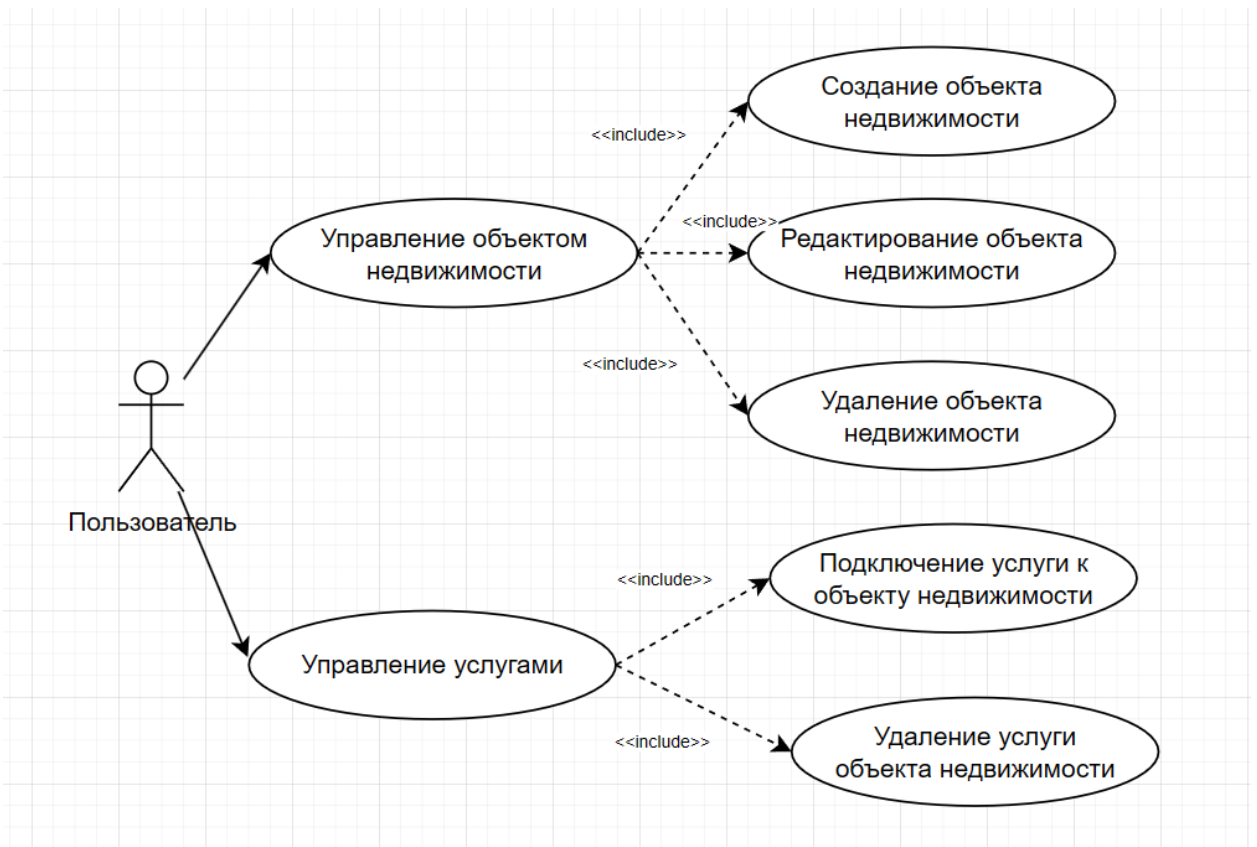 Создание объекта
недвижимости
<<include>>
<<include>>
Управление объектом
недвижимости
Редактирование объекта
недвижимости
<<include>>
Удаление объекта
недвижимости
Пользователь
Подключение услуги к
объекту недвижимости
<<include>>
Управление услугами
<<include>>
Удаление услуги
объекта недвижимости